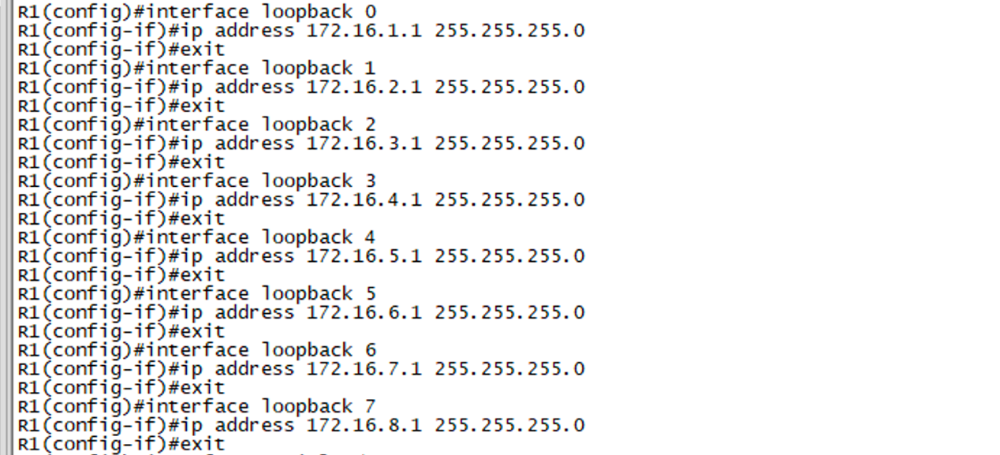 R1(config)#interface loopback 0
R1(config-if)#ip address 172.16.1.1 255.255.255.0
R1(config-if)#exit
R1(config)#interface loopback 1
R1(config-if)#ip address 172.16.2.1 255.255.255.0
R1(config-if)#exit
R1(config)#interface loopback 2
R1(config-if)#ip address 172.16.3.1 255.255.255.0
R1(config-if)#exit
R1(config)#interface loopback 3
R1(config-if)#ip address 172.16.4.1 255.255.255.0
R1(config-if)#exit
R1(config)#interface loopback 4
R1(config-if)#ip address 172.16.5.1 255.255.255.0
R1(config-if)#exit
R1(config)#interface loopback 5
R1(config-if)#ip address 172.16.6.1 255.255.255.0
R1(config-if)#exit
R1(config)#interface loopback 6
R1(config-if)#ip address 172.16.7.1 255.255.255.0
R1(config-if)#exit
R1(config)#interface loopback 7
R1(config-if)#ip address 172.16.8.1 255.255.255.0
R1(config-if)#exit